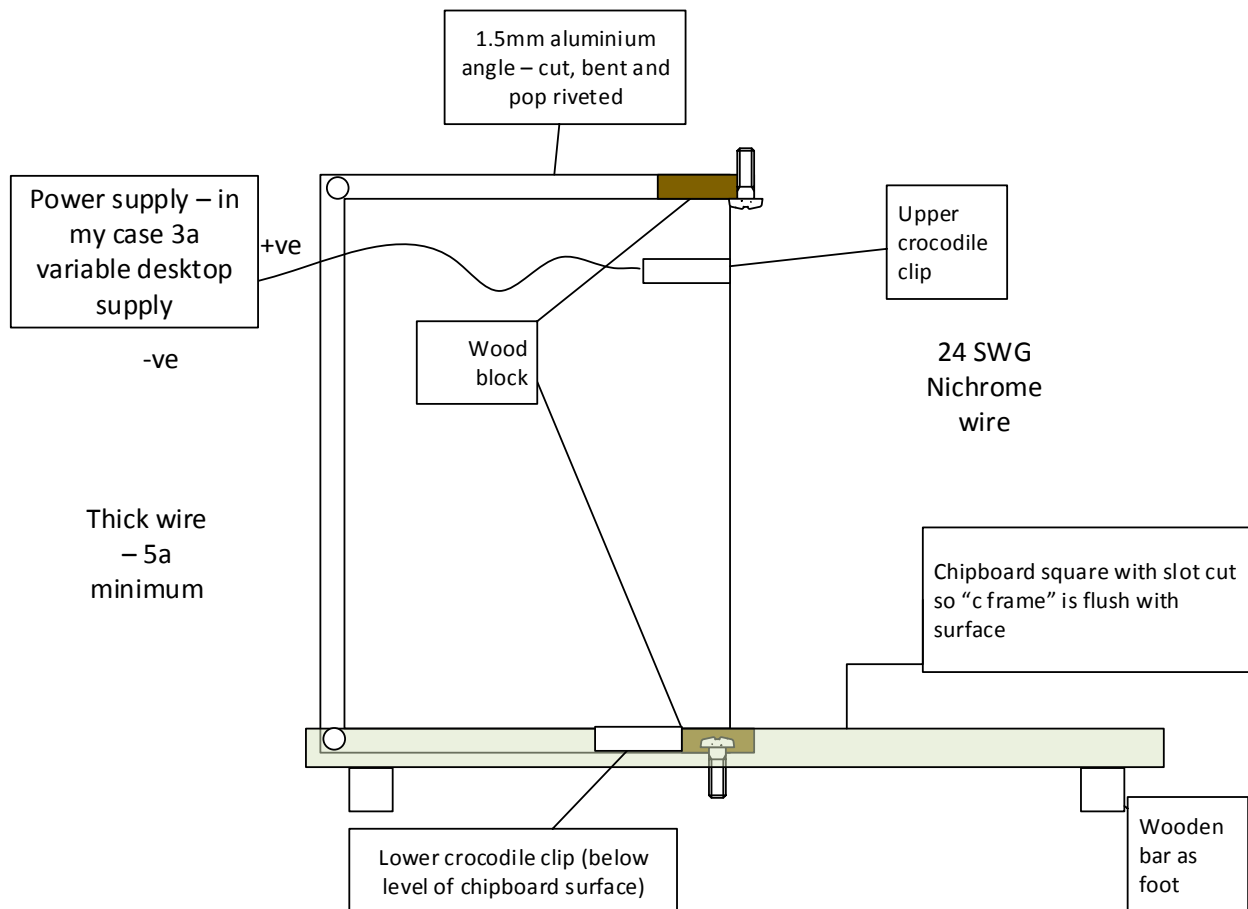 1.5mm aluminium
angle – cut, bent and
pop riveted
Power supply – in
my case 3a
variable desktop
supply
+ve
-ve
Upper
crocodile
clip
Wood
block
24 SWG
Nichrome
wire
Thick wire
– 5a
minimum
Chipboard square with slot cut
so “c frame” is flush with
surface
Lower crocodile clip (below
level of chipboard surface)
Wooden
bar as
foot